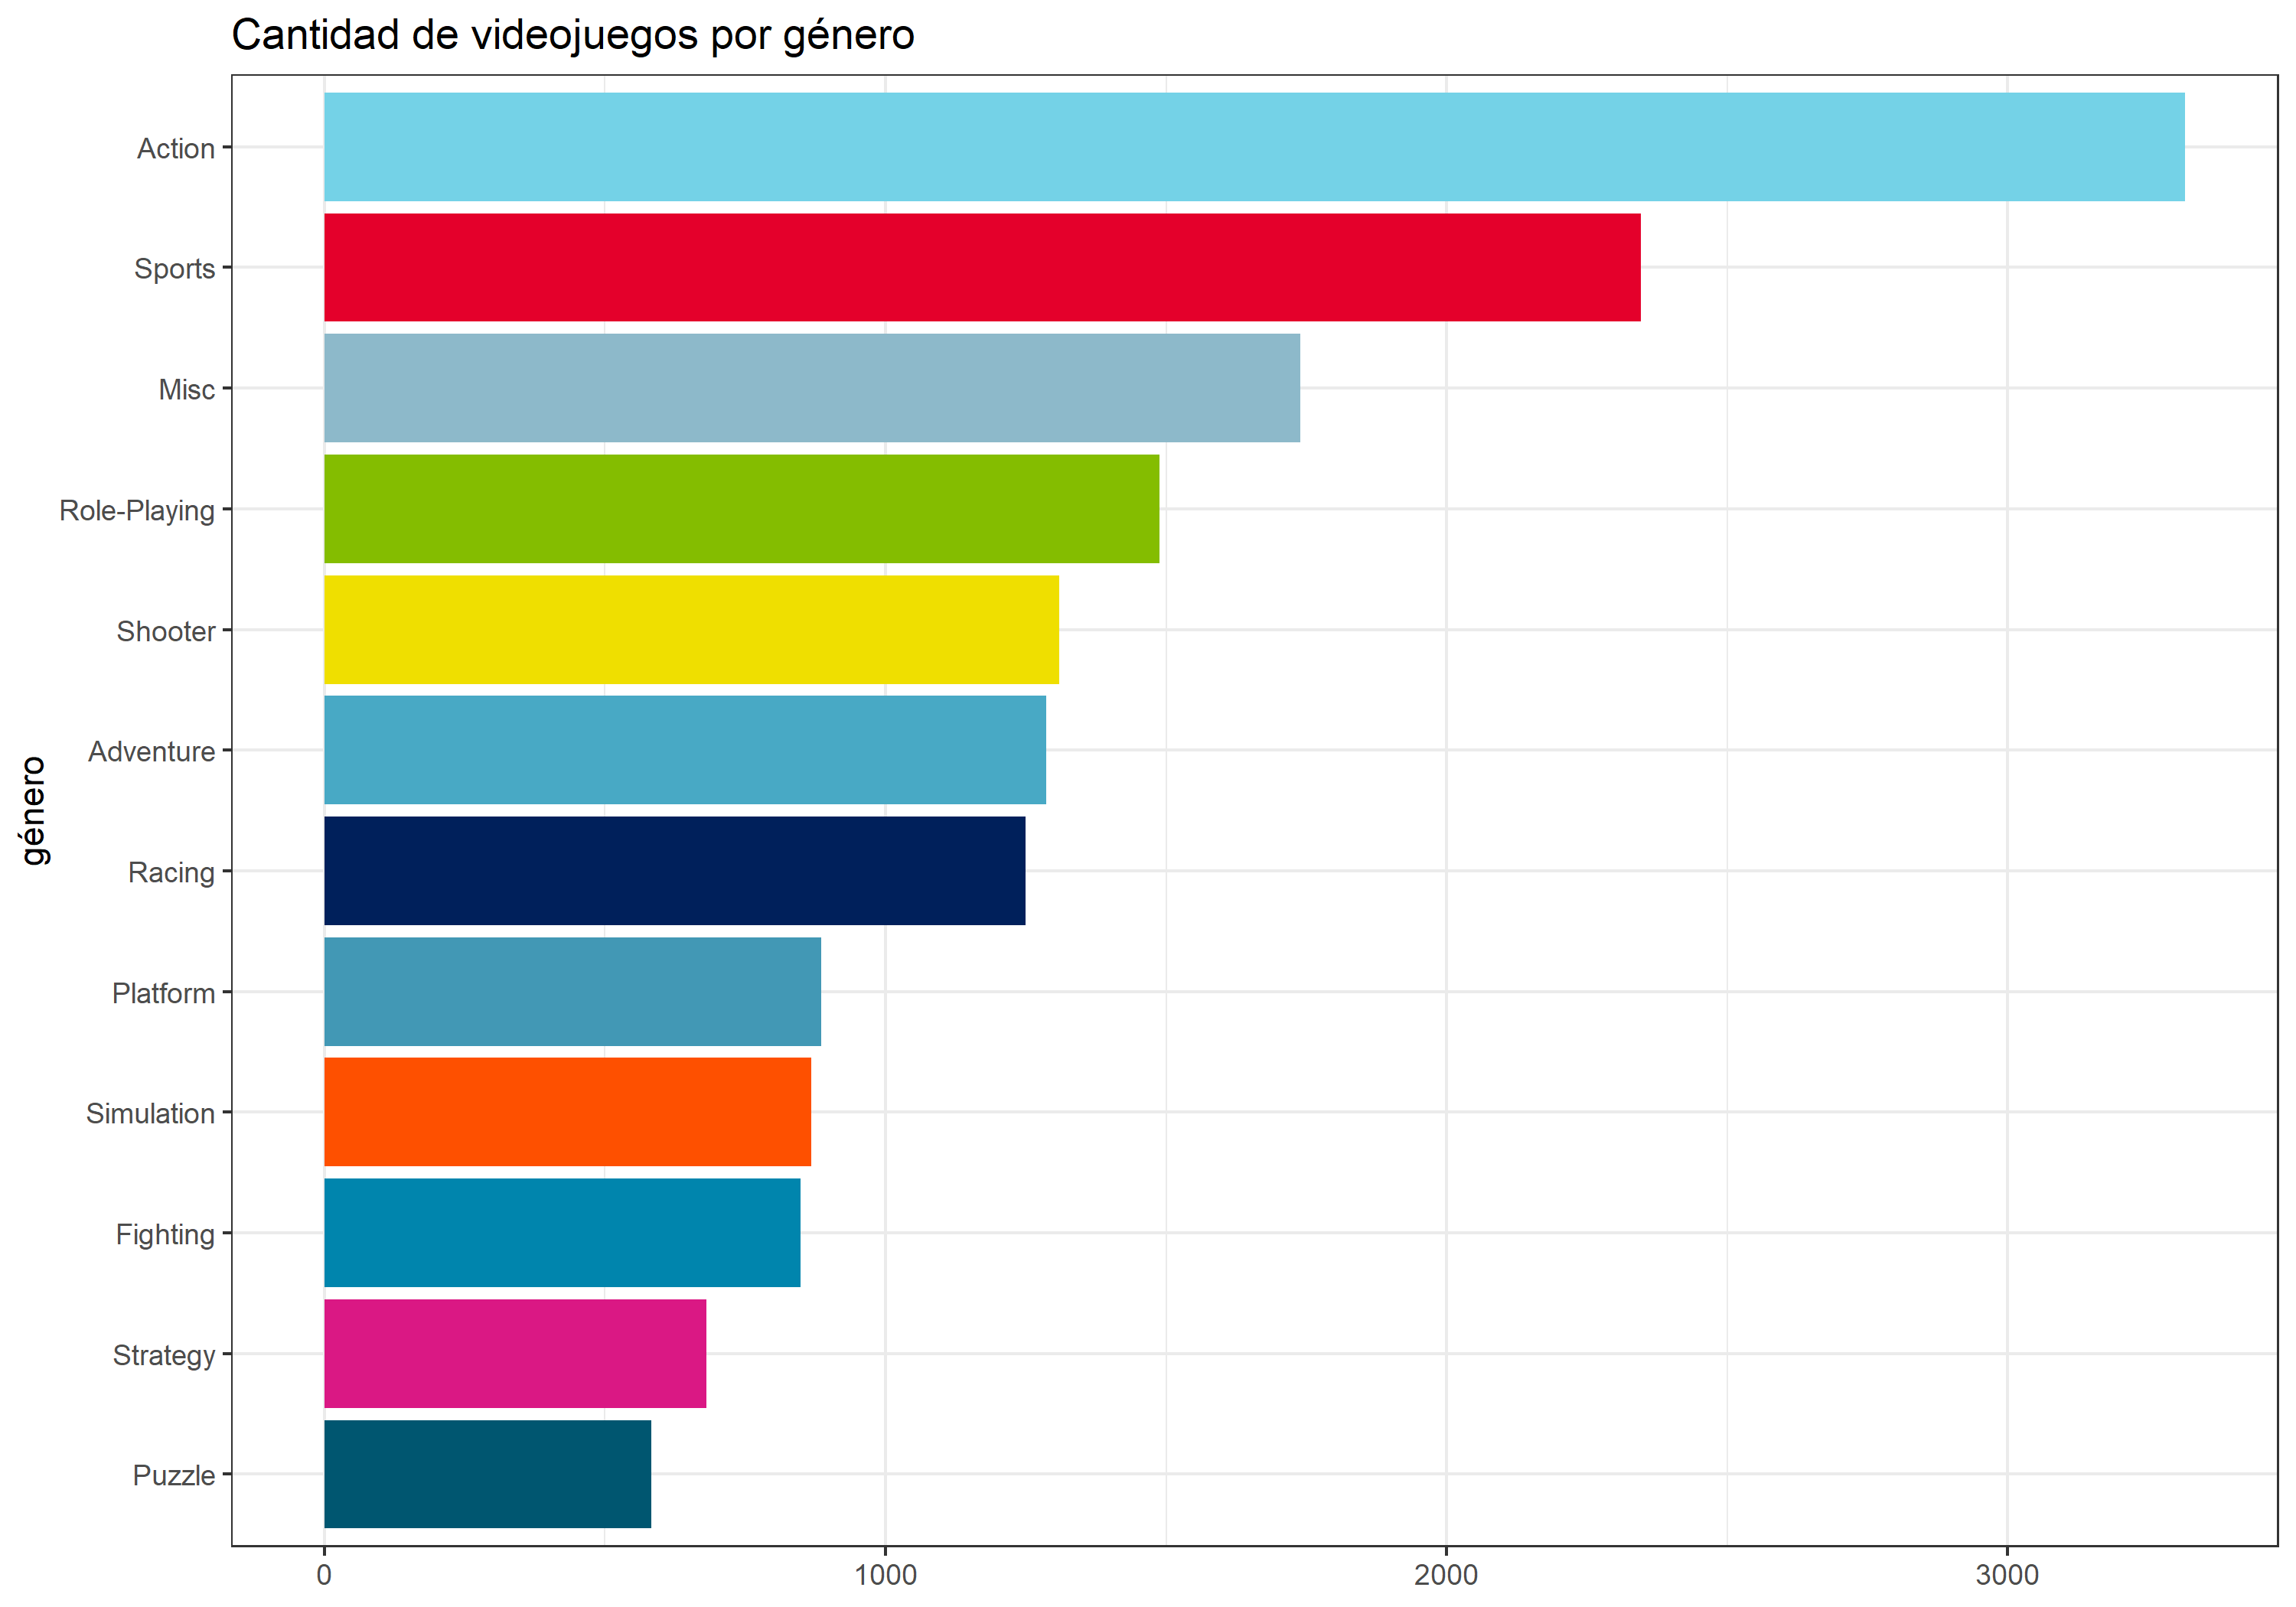 Cantidad de videojuegos por género
Action
Sports
Misc
Role-Playing
Shooter
Adventure
Racing
Platform
Simulation
Fighting
Strategy
Puzzle
género
0 1000 2000 3000